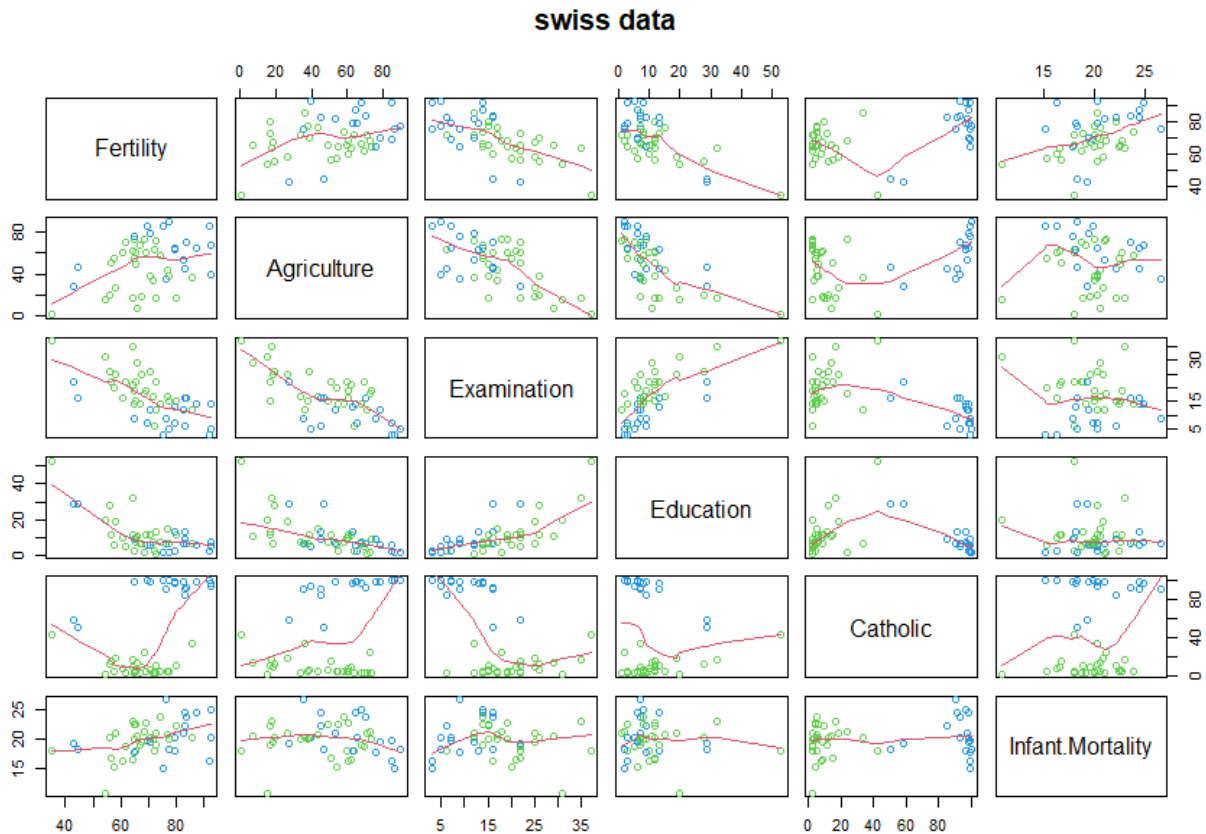 swiss data
0 20 40 60 80
0 10 20 30 40 50
15 20 25
Fertility
40 60 80
0 40 80
Agriculture
Examination
5 15 30
0 20 40
Education
Catholic
0 40 80
15 20 25
Infant.Mortality
40 60 80
5 15 25 35
0 20 40 60 80